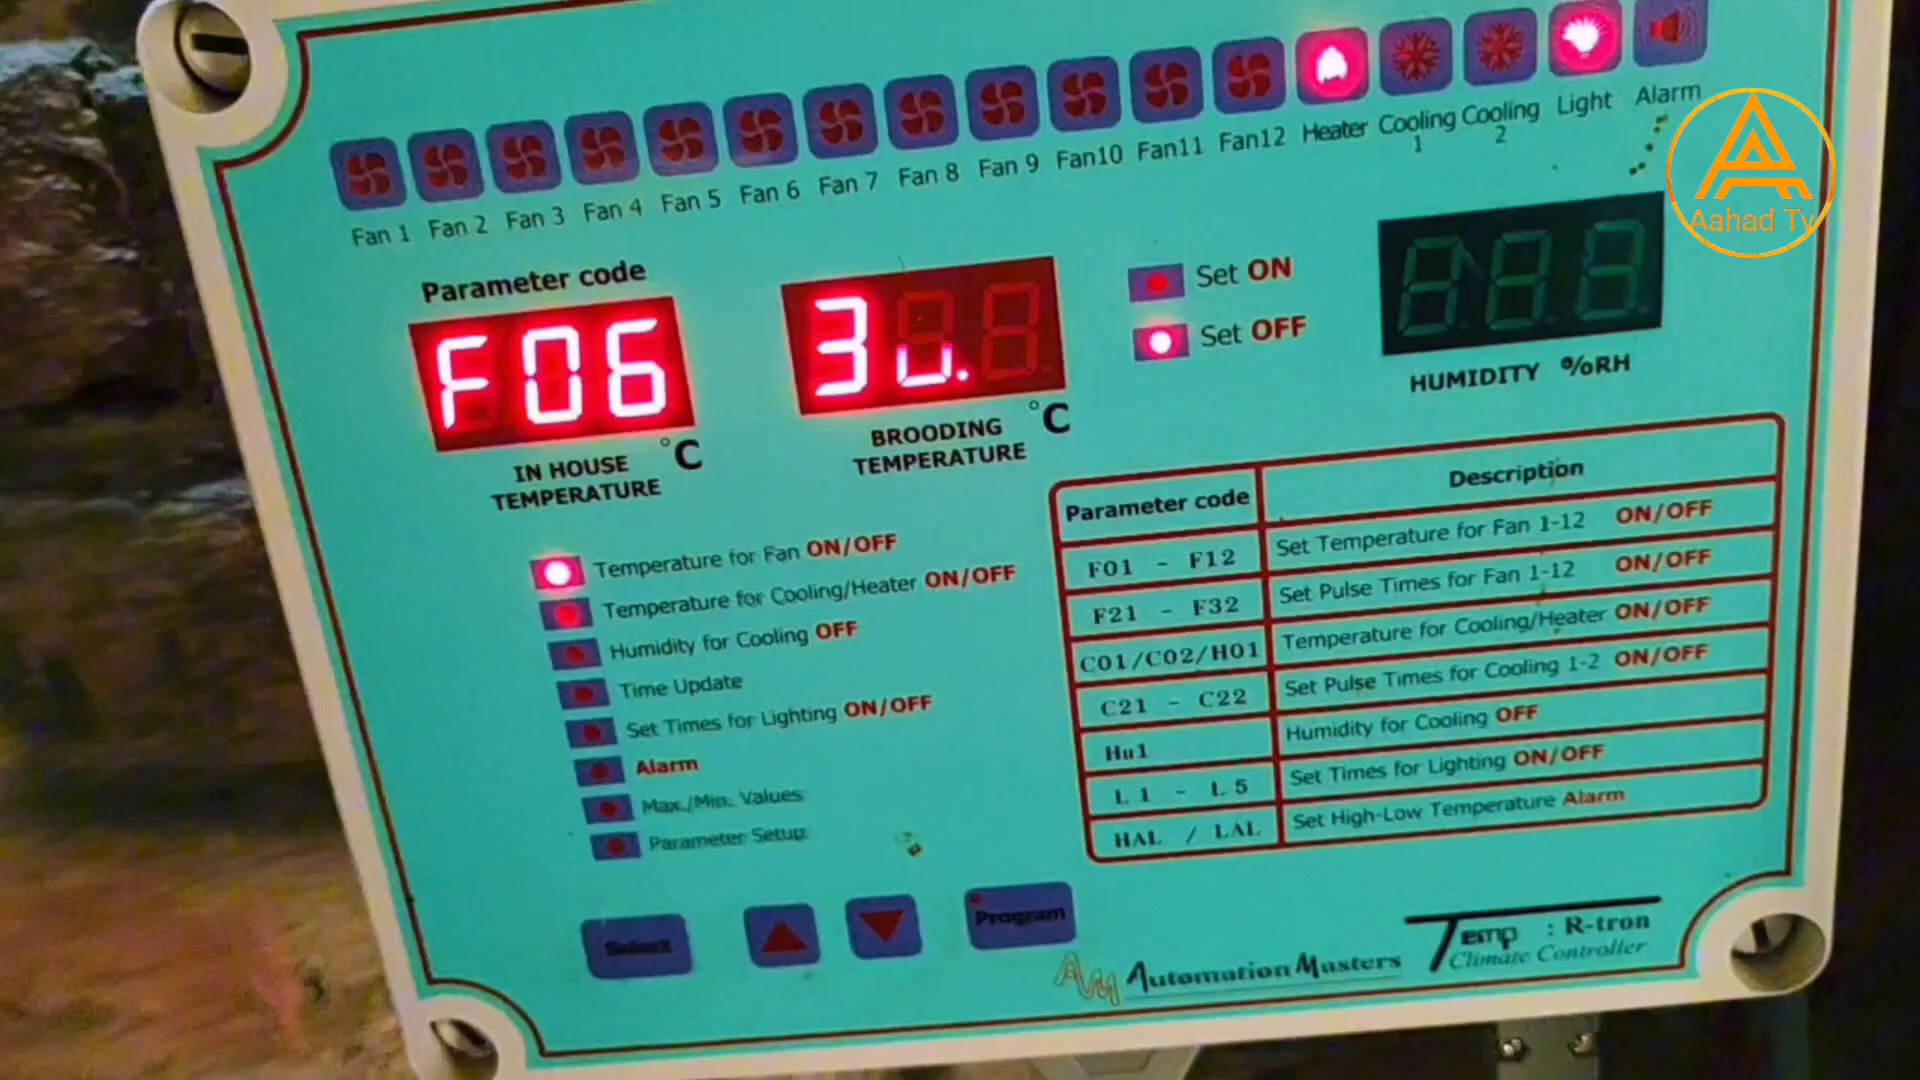 Fan 1 Fan 2 Fan 3 Fan 4 Fan 5 Fan 6 Fan 7 Fan 8 Fan 9 Fan10 Fan11 Fan12 Heater Cooling 1 Cooling 2 Light Alarm
Aahad Tv
Parameter code
F06
°C
IN HOUSE
TEMPERATURE
°C
BROODING
TEMPERATURE
Set ON
Set OFF
HUMIDITY %RH
Temperature for Fan ON/OFF
Temperature for Cooling/Heater ON/OFF
Humidity for Cooling OFF
Time Update
Set Times for Lighting ON/OFF
Alarm
Max./Min. Values
Parameter Setup
Parameter code Description
F01 - F12 Set Temperature for Fan 1-12 ON/OFF
F21 - F32 Set Pulse Times for Fan 1-12 ON/OFF
C01/C02/H01 Temperature for Cooling/Heater ON/OFF
C21 - C22 Set Pulse Times for Cooling 1-2 ON/OFF
Hu1 Humidity for Cooling OFF
L 1 - L 5 Set Times for Lighting ON/OFF
HAL / LAL Set High-Low Temperature Alarm
Select Program
AM Automation Masters
Temp : R-tron
Climate Controller